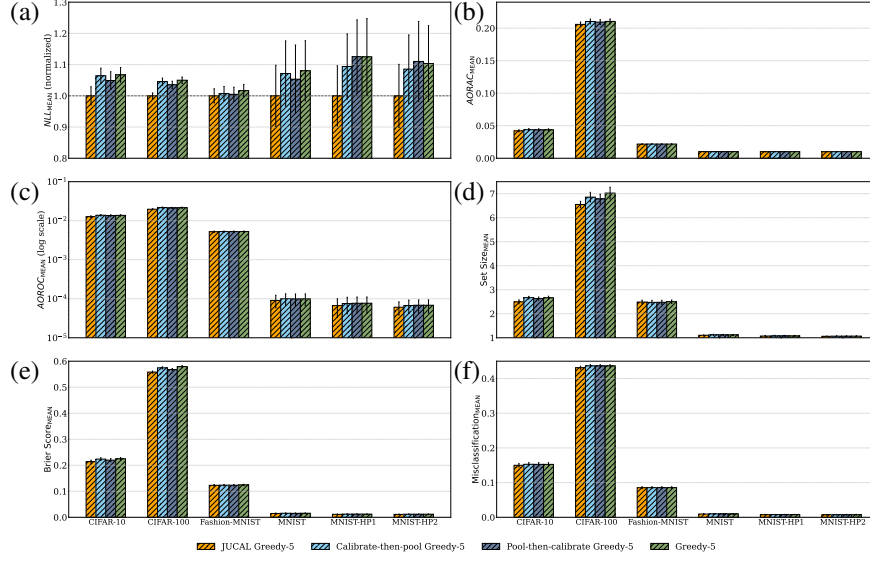 (a)
NLL_MEAN (normalized)
1.3
1.2
1.1
1.0
0.9
0.8
(b)
AORAC_MEAN
0.20
0.15
0.10
0.05
0.00
(c)
AOROC_MEAN (log scale)
10^-1
10^-2
10^-3
10^-4
10^-5
(d)
Set Size_MEAN
7
6
5
4
3
2
1
(e)
Brier Score_MEAN
0.6
0.5
0.4
0.3
0.2
0.1
0.0
CIFAR-10 CIFAR-100 Fashion-MNIST MNIST MNIST-HP1 MNIST-HP2
(f)
Misclassification_MEAN
0.4
0.3
0.2
0.1
0.0
CIFAR-10 CIFAR-100 Fashion-MNIST MNIST MNIST-HP1 MNIST-HP2
JUCAL Greedy-5 Calibrate-then-pool Greedy-5 Pool-then-calibrate Greedy-5 Greedy-5